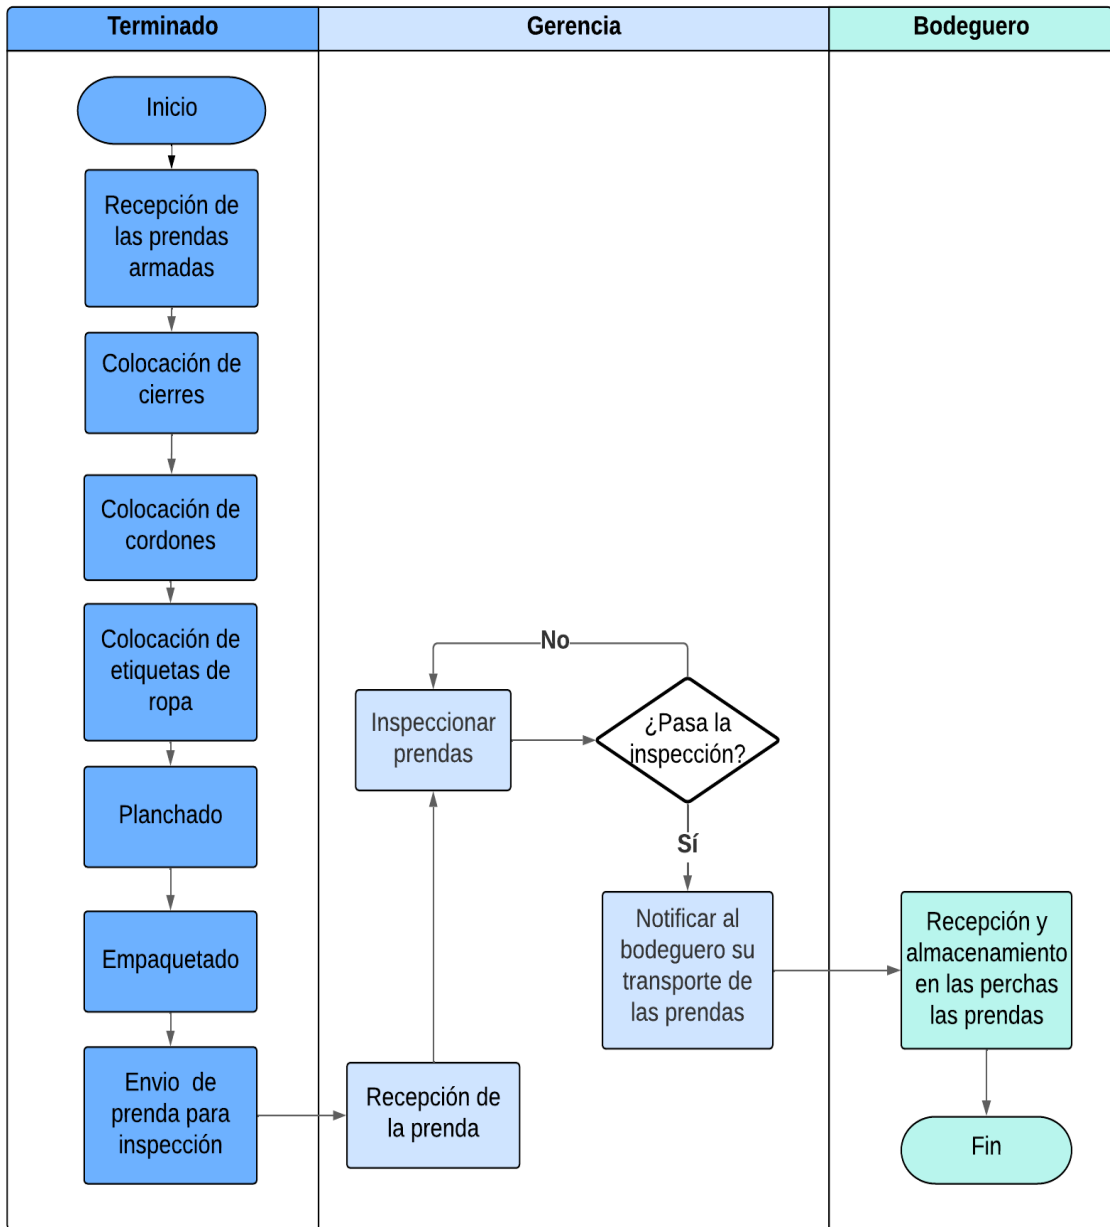 Terminado
Gerencia
Bodeguero
Inicio
Recepción de
las prendas
armadas
Colocación de
cierres
Colocación de
cordones
Colocación de
etiquetas de
ropa
Planchado
Empaquetado
Envio  de
prenda para
inspección
No
Inspeccionar
prendas
¿Pasa la
inspección?
Sí
Recepción de
la prenda
Notificar al
bodeguero su
transporte de
las prendas
Recepción y
almacenamiento
en las perchas
las prendas
Fin